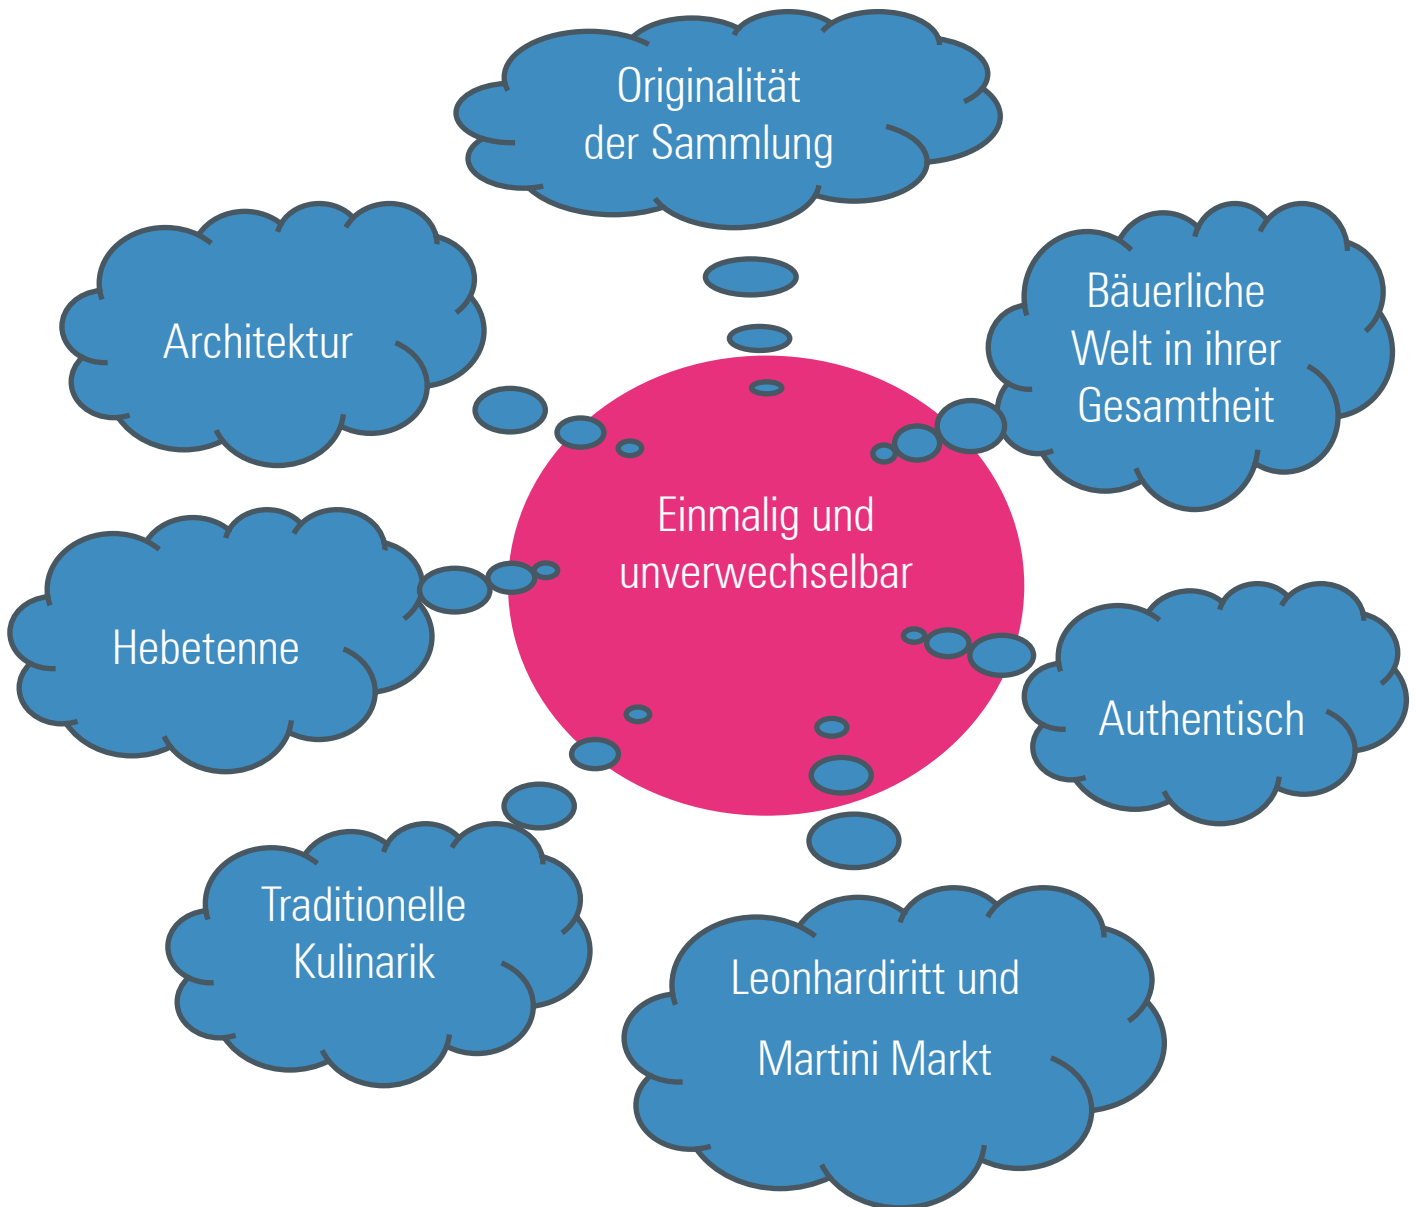 Originalität
der Sammlung
Architektur
Bäuerliche
Welt in ihrer
Gesamtheit
Einmalig und
unverwechselbar
Hebetenne
Authentisch
Traditionelle
Kulinarik
Leonhardiritt und
Martini Markt